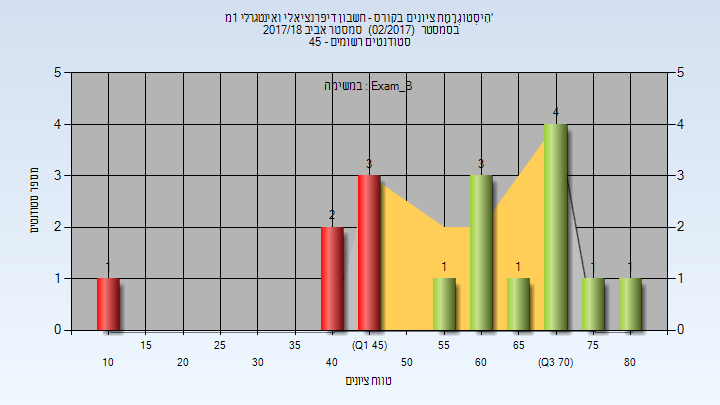 'הִיסְטוֹגְרָמַת ציונים בקורס - חשבון דיפרנציאלי ואינטגרלי 1מ
בסמסטר (02/2017) סמסטר אביב 2017/18
סטודנטים רשומים - 45
במשימה : Exam_B
מספר סטודנטים
5 5
4 4
3 3
2 2
1 1
0 0
1 2 3 1 3 1 4 1 1
10 15 20 25 30 35 40 (Q1 45) 50 55 60 65 (Q3 70) 75 80
טווח ציונים